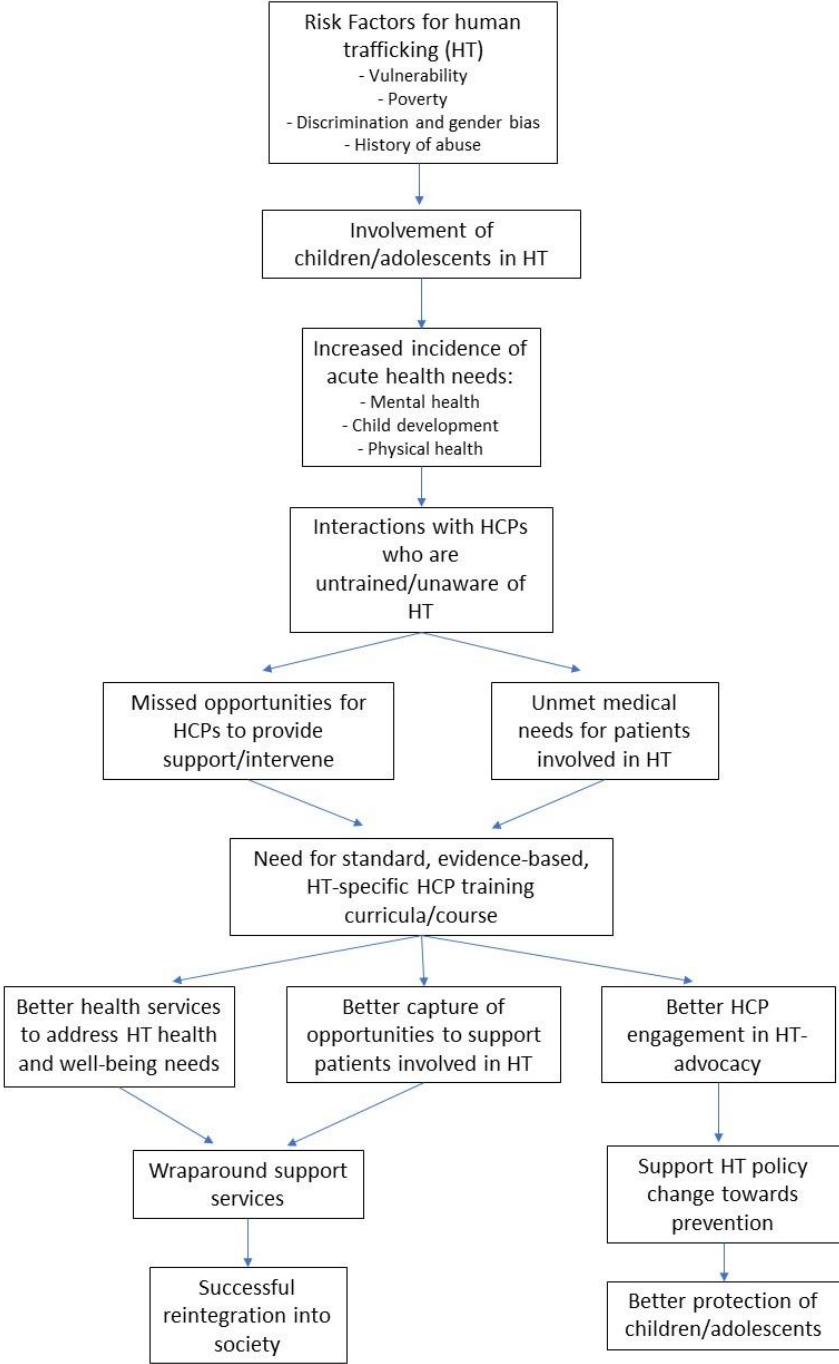 Risk Factors for human
trafficking (HT)
- Vulnerability
- Poverty
- Discrimination and gender bias
- History of abuse
Involvement of
children/adolescents in HT
Increased incidence of
acute health needs:
- Mental health
- Child development
- Physical health
Interactions with HCPs
who are
untrained/unaware of
HT
Missed opportunities for
HCPs to provide
support/intervene
Unmet medical
needs for patients
involved in HT
Need for standard, evidence-based,
HT-specific HCP training
curricula/course
Better health services
to address HT health
and well-being needs
Better capture of
opportunities to support
patients involved in HT
Better HCP
engagement in HT-
advocacy
Wraparound support
services
Support HT policy
change towards
prevention
Successful
reintegration into
society
Better protection of
children/adolescents